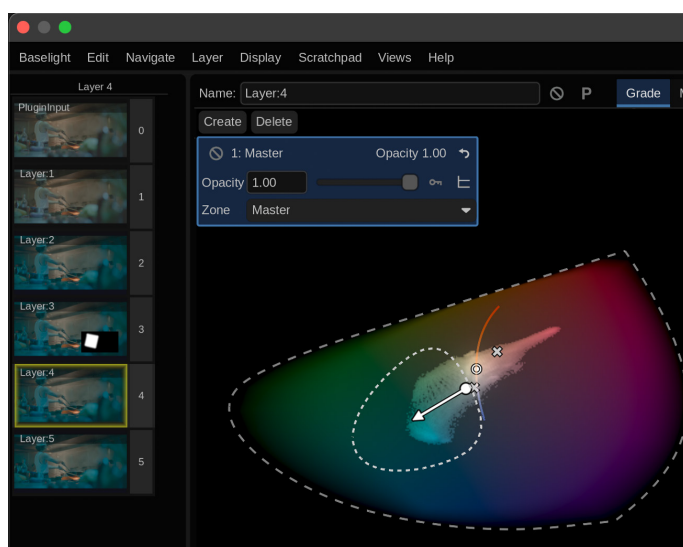 Baselight Edit Navigate Layer Display Scratchpad Views Help
Layer 4
PluginInput
0
Layer:1
1
Layer:2
2
Layer:3
3
Layer:4
4
Layer:5
5
Name: Layer:4 P Grade
Create Delete
1: Master Opacity 1.00
Opacity 1.00
Zone Master